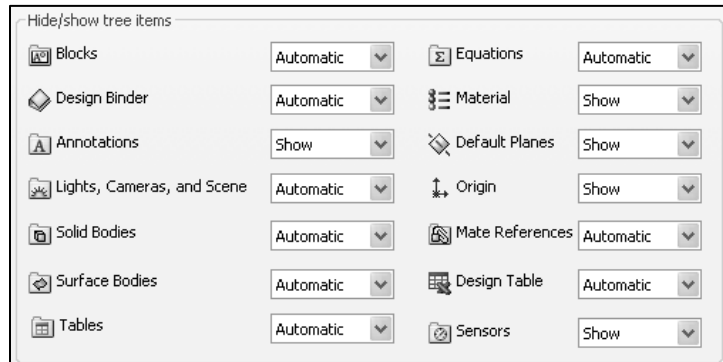 Hide/show tree items
Blocks Automatic Equations Automatic
Design Binder Automatic Material Show
Annotations Show Default Planes Show
Lights, Cameras, and Scene Automatic Origin Show
Solid Bodies Automatic Mate References Automatic
Surface Bodies Automatic Design Table Automatic
Tables Automatic Sensors Show